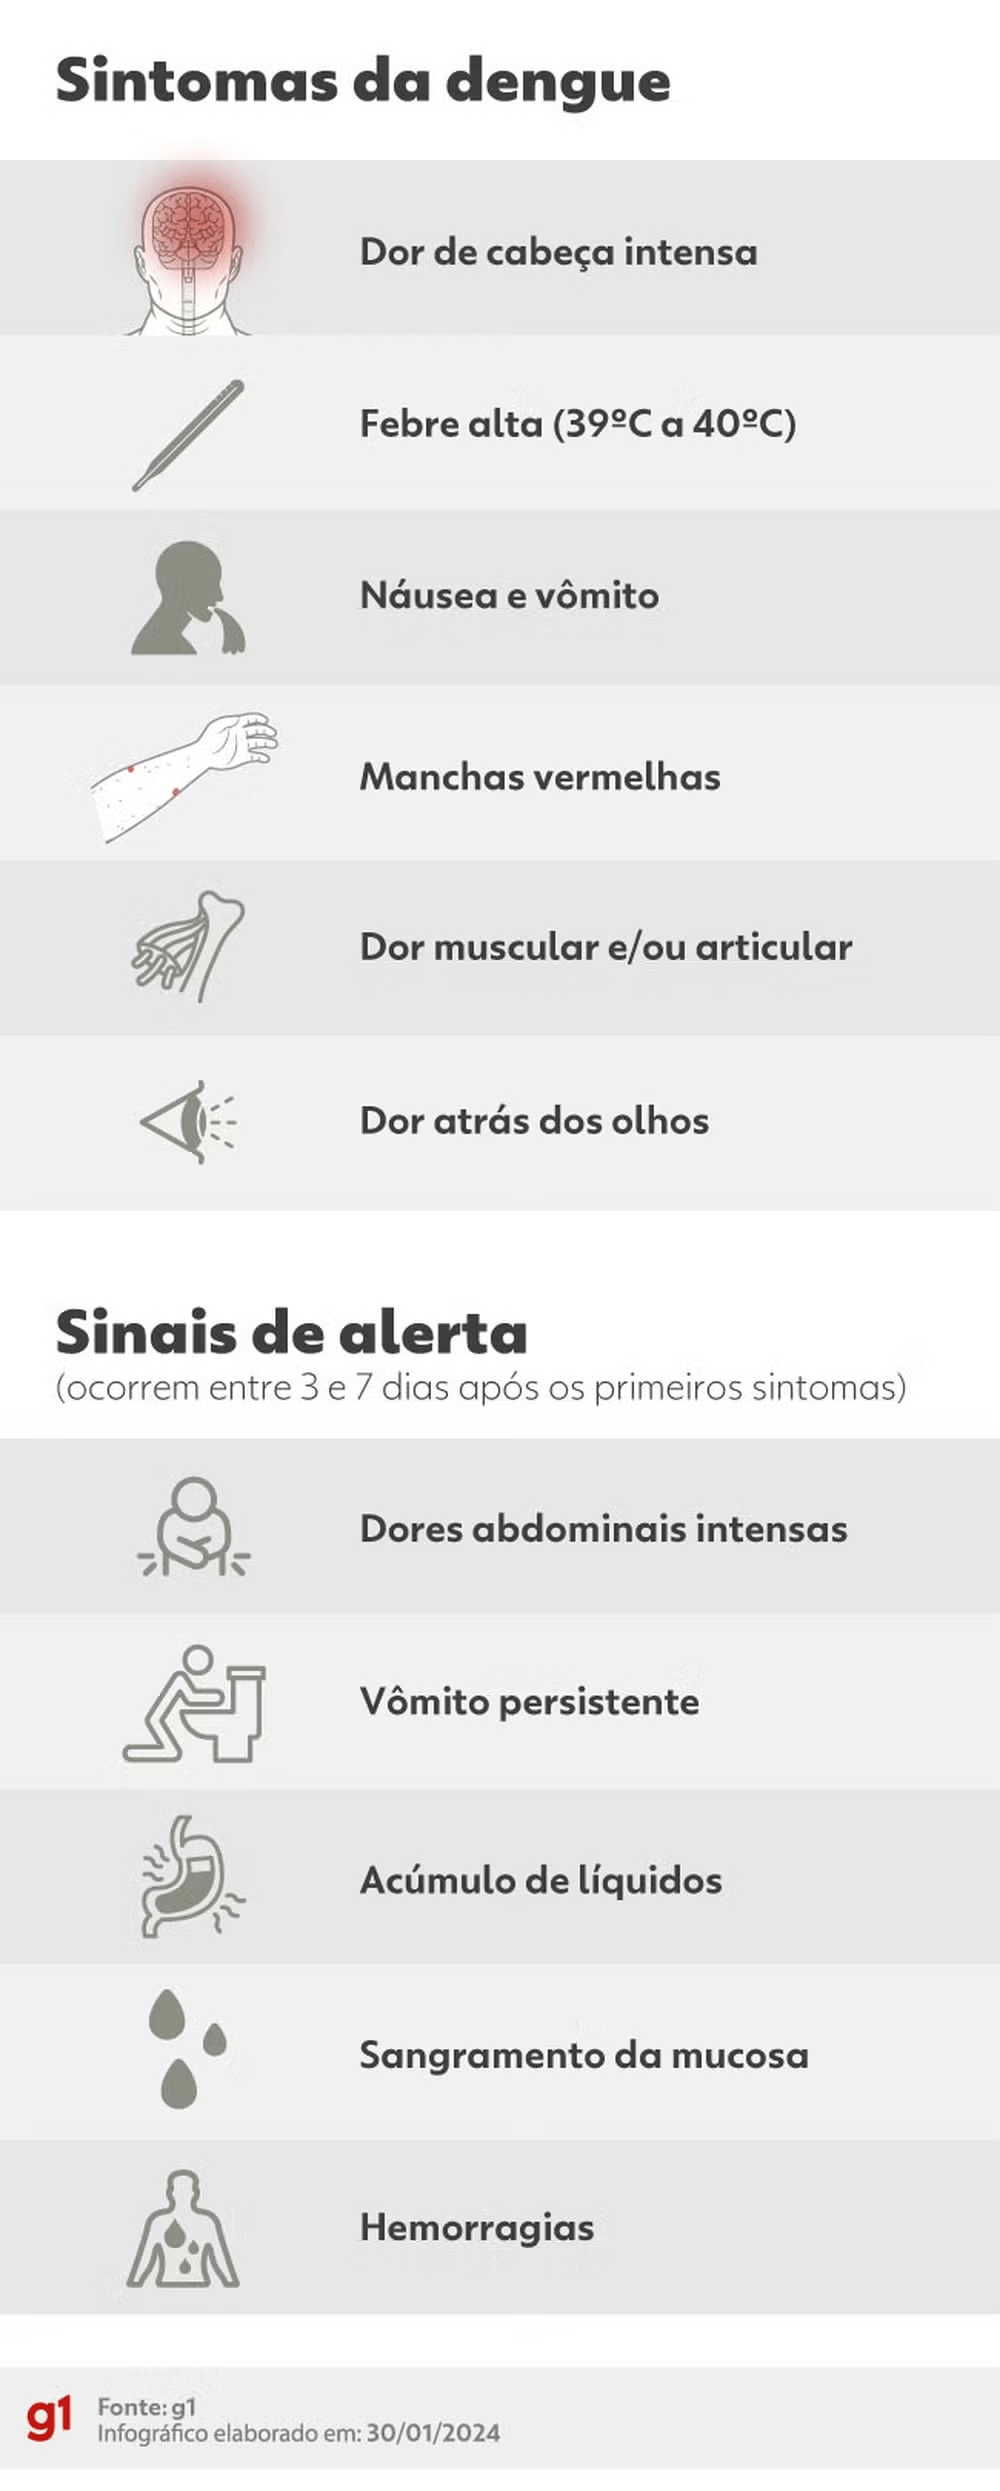 Sintomas da dengue
Dor de cabeça intensa
Febre alta (39ºC a 40ºC)
Náusea e vômito
Manchas vermelhas
Dor muscular e/ou articular
Dor atrás dos olhos
Sinais de alerta
(ocorrem entre 3 e 7 dias após os primeiros sintomas)
Dores abdominais intensas
Vômito persistente
Acúmulo de líquidos
Sangramento da mucosa
Hemorragias
g1
Fonte: g1
Infográfico elaborado em: 30/01/2024